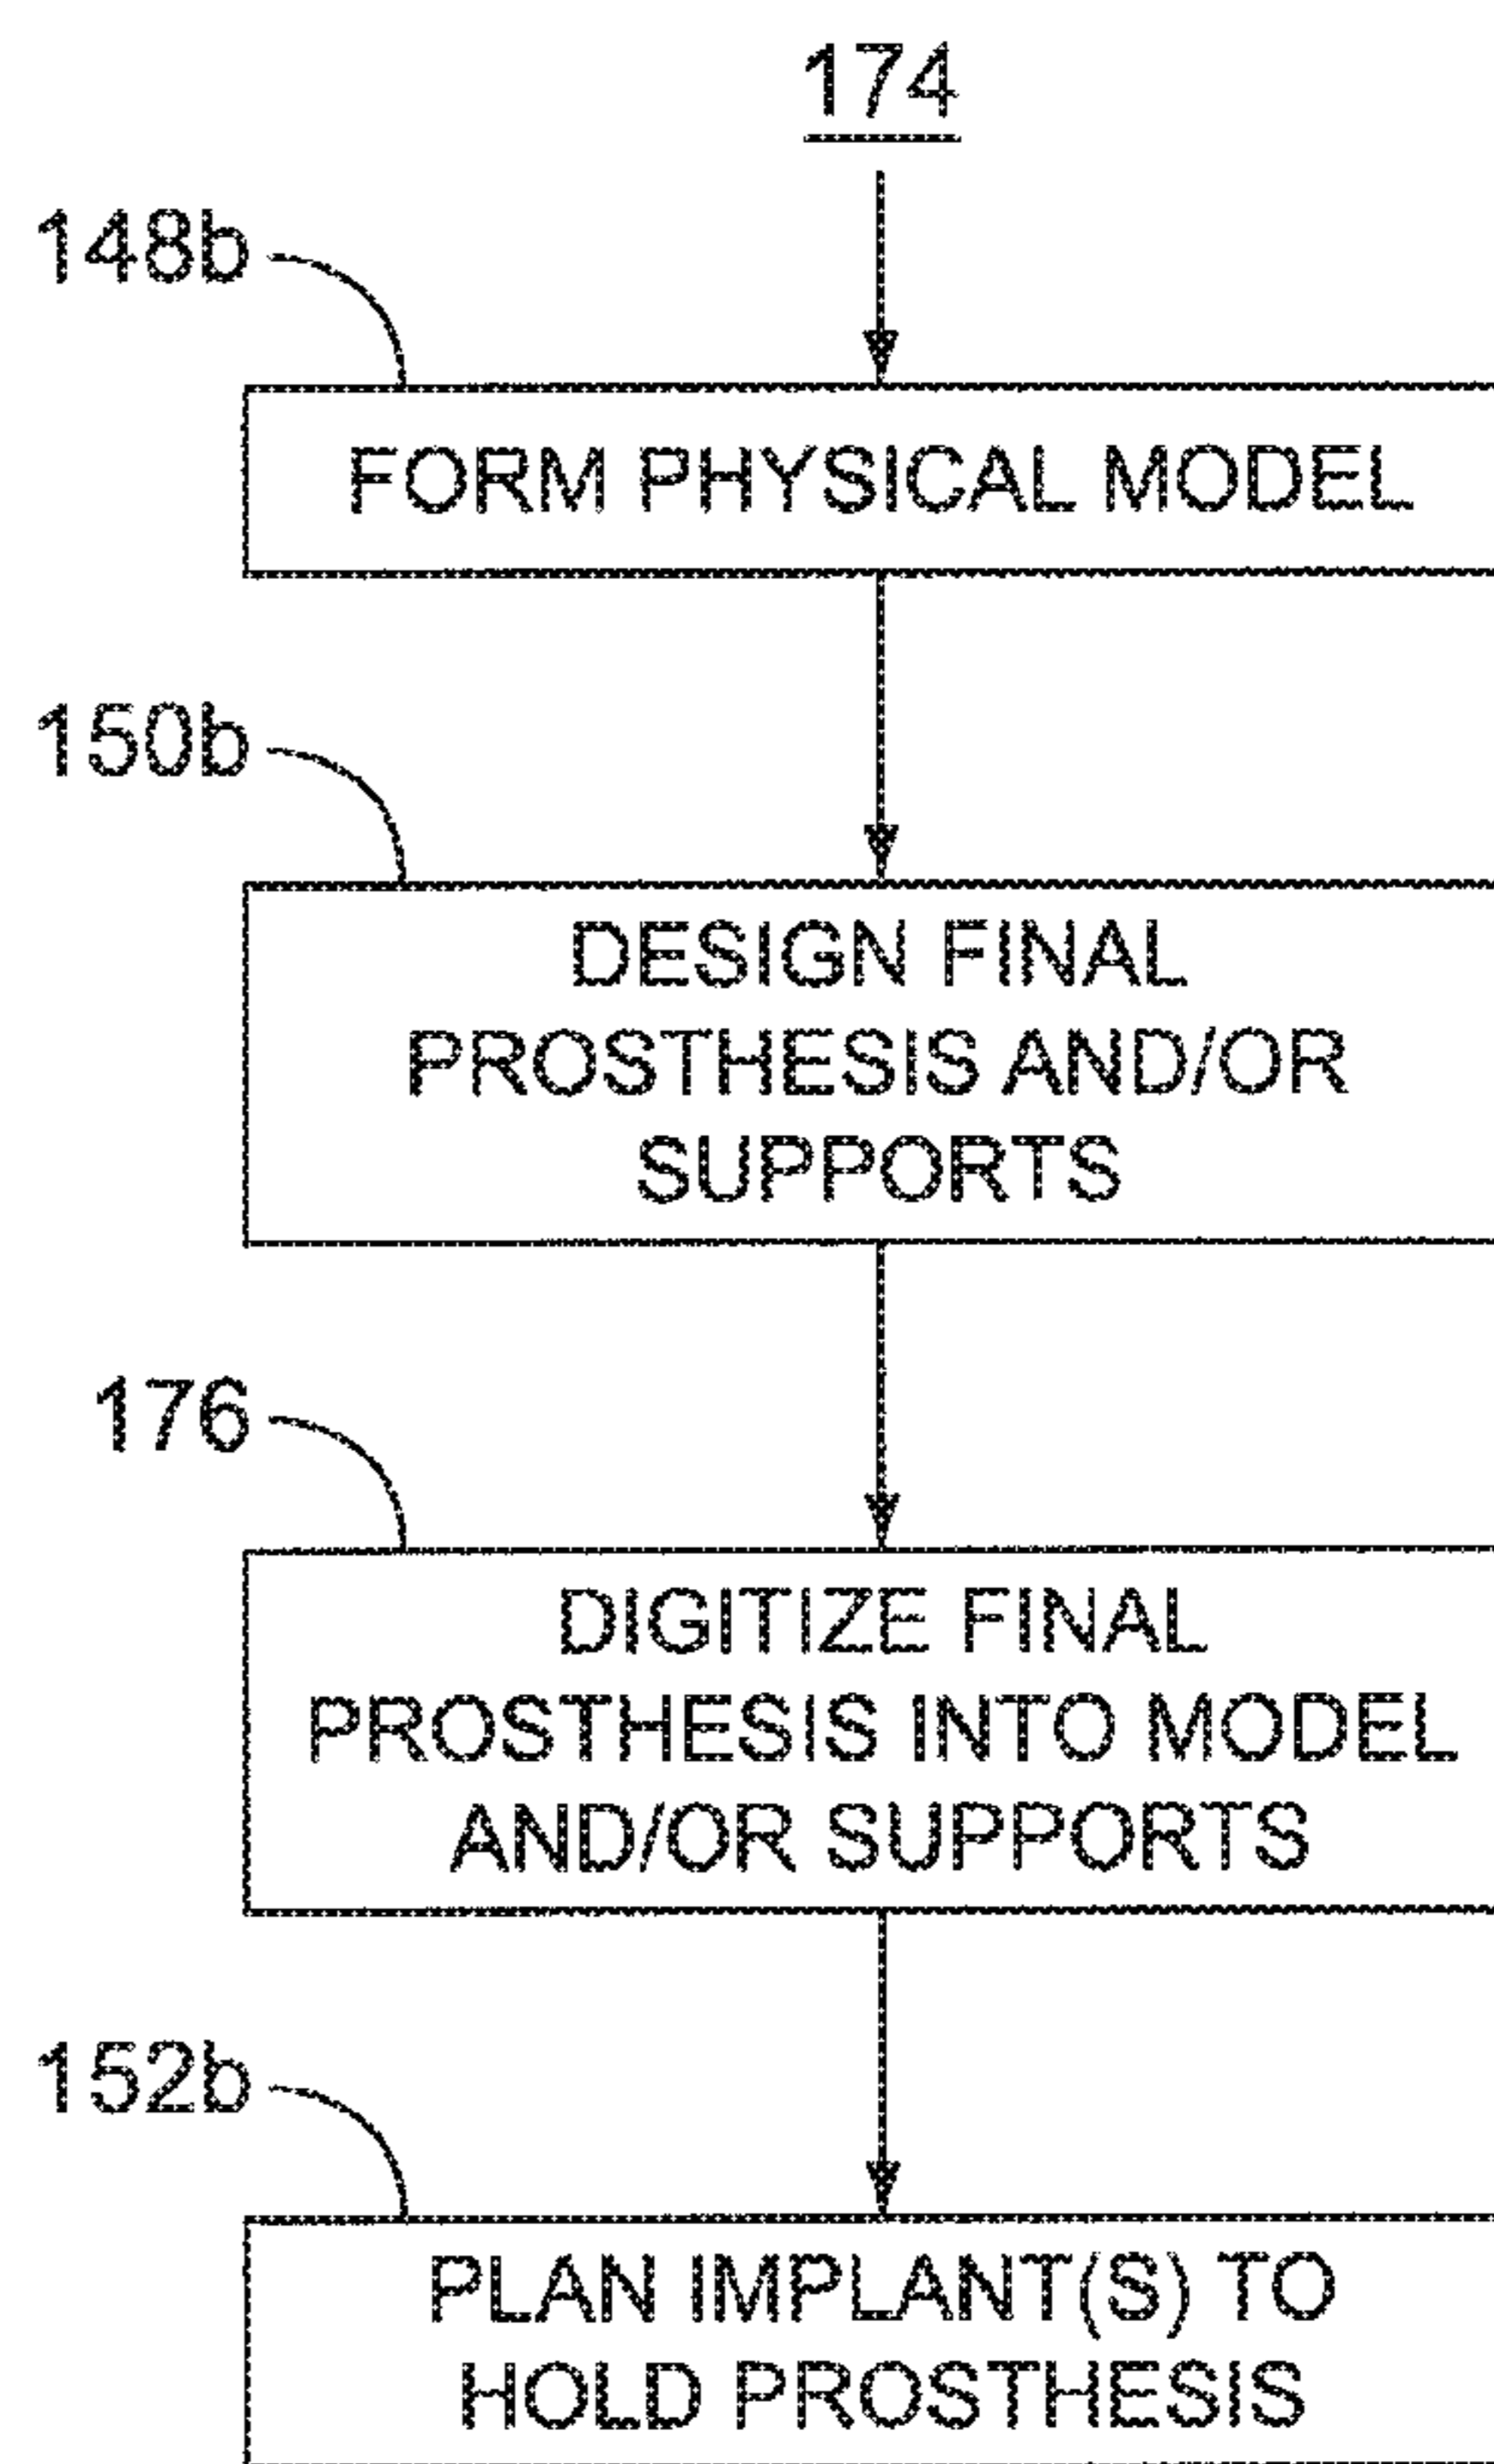 174
148b
FORM PHYSICAL MODEL
150b
DESIGN FINAL
PROSTHESIS AND/OR
SUPPORTS
176
DIGITIZE FINAL
PROSTHESIS INTO MODEL
AND/OR SUPPORTS
152b
PLAN IMPLANT(S) TO
HOLD PROSTHESIS